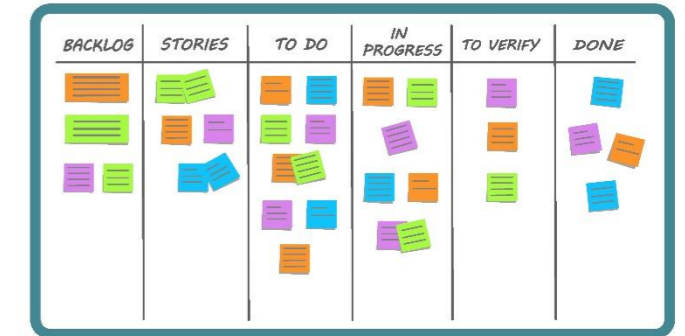 BACKLOG
STORIES
TO DO
IN
PROGRESS
TO VERIFY
DONE